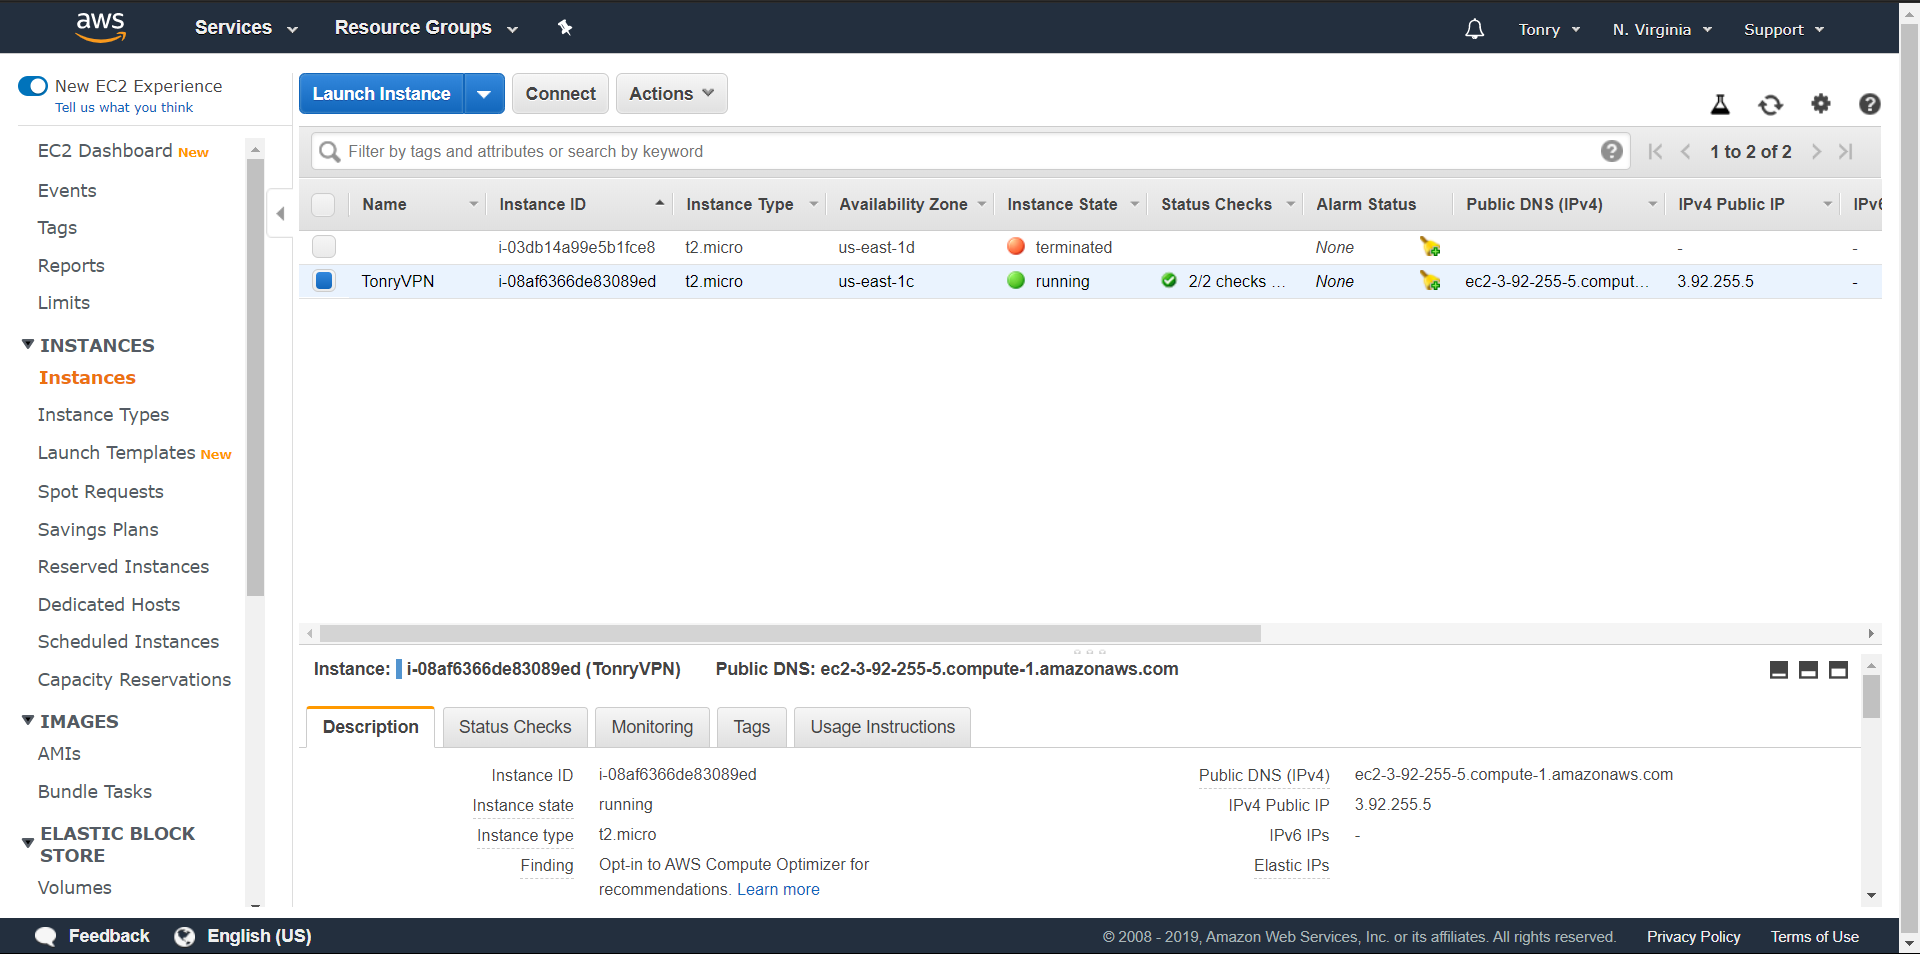 aws Services Resource Groups Tonry N. Virginia Support
New EC2 Experience
Tell us what you think
EC2 Dashboard New
Events
Tags
Reports
Limits
INSTANCES
Instances
Instance Types
Launch Templates New
Spot Requests
Savings Plans
Reserved Instances
Dedicated Hosts
Scheduled Instances
Capacity Reservations
IMAGES
AMIs
Bundle Tasks
ELASTIC BLOCK
STORE
Volumes
Launch Instance Connect Actions
Filter by tags and attributes or search by keyword 1 to 2 of 2
Name Instance ID Instance Type Availability Zone Instance State Status Checks Alarm Status Public DNS (IPv4) IPv4 Public IP
i-03db14a99e5b1fce8 t2.micro us-east-1d terminated None - -
TonryVPN i-08af6366de83089ed t2.micro us-east-1c running 2/2 checks ... None ec2-3-92-255-5.comput... 3.92.255.5 -
Instance: i-08af6366de83089ed (TonryVPN) Public DNS: ec2-3-92-255-5.compute-1.amazonaws.com
Description Status Checks Monitoring Tags Usage Instructions
Instance ID i-08af6366de83089ed Public DNS (IPv4) ec2-3-92-255-5.compute-1.amazonaws.com
Instance state running IPv4 Public IP 3.92.255.5
Instance type t2.micro IPv6 IPs -
Finding Opt-in to AWS Compute Optimizer for Elastic IPs
recommendations. Learn more
Feedback English (US) © 2008 - 2019, Amazon Web Services, Inc. or its affiliates. All rights reserved. Privacy Policy Terms of Use